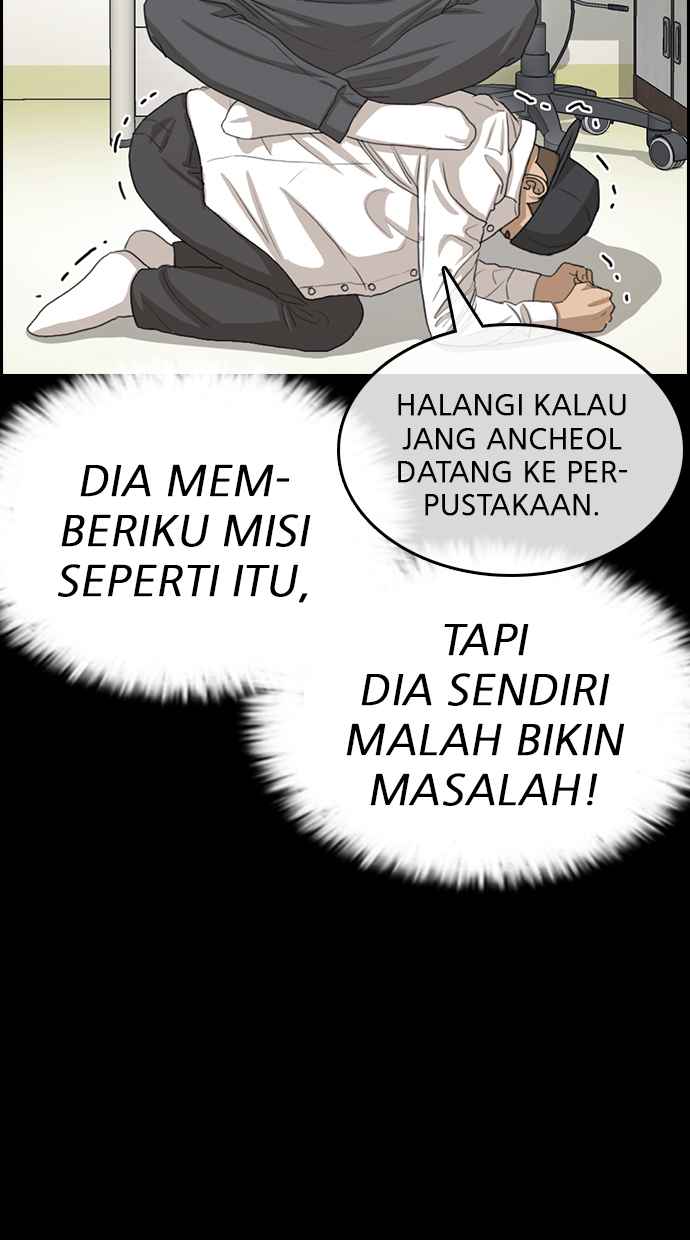 HALANGI KALAU
JANG ANCHEOL
DATANG KE PER-
PUSTAKAAN.
DIA MEM-
BERIKU MISI
SEPERTI ITU,
TAPI
DIA SENDIRI
MALAH BIKIN
MASALAH!